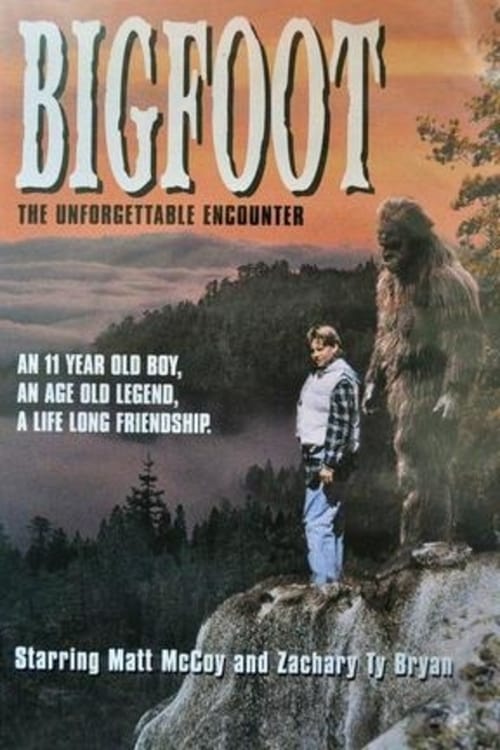 BIGFOOT
THE UNFORGETTABLE ENCOUNTER
AN 11 YEAR OLD BOY,
AN AGE OLD LEGEND,
A LIFE LONG FRIENDSHIP.
Starring Matt McCoy and Zachary Ty Bryan